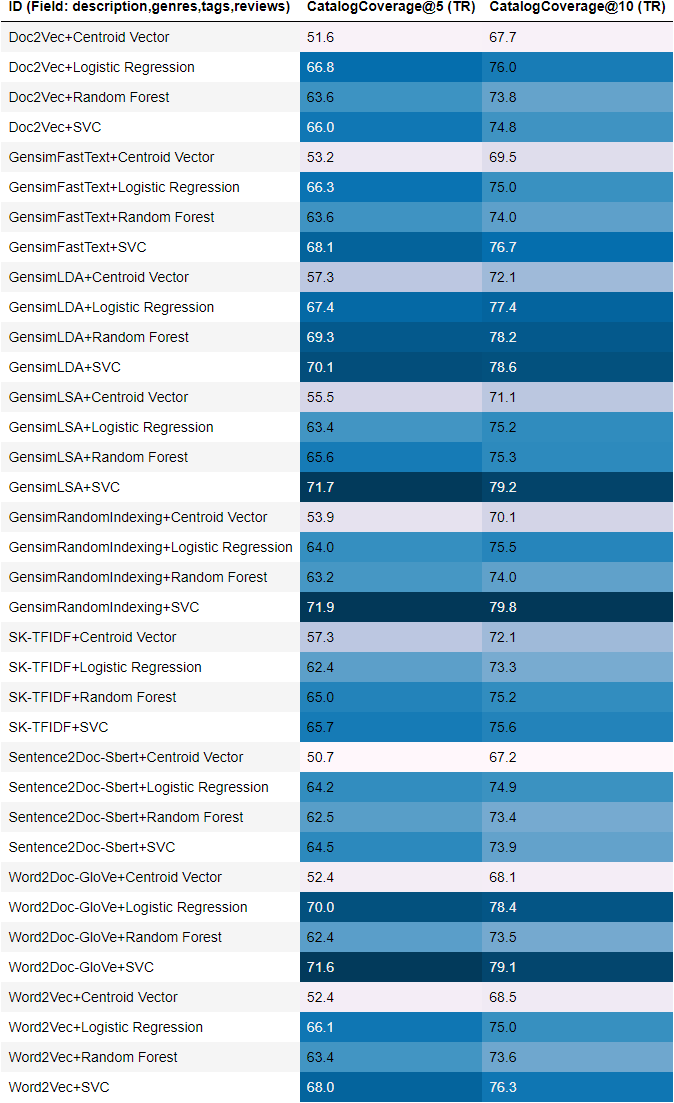 ID (Field: description,genres,tags,reviews) CatalogCoverage@5 (TR) CatalogCoverage@10 (TR)
Doc2Vec+Centroid Vector 51.6 67.7
Doc2Vec+Logistic Regression 66.8 76.0
Doc2Vec+Random Forest 63.6 73.8
Doc2Vec+SVC 66.0 74.8
GensimFastText+Centroid Vector 53.2 69.5
GensimFastText+Logistic Regression 66.3 75.0
GensimFastText+Random Forest 63.6 74.0
GensimFastText+SVC 68.1 76.7
GensimLDA+Centroid Vector 57.3 72.1
GensimLDA+Logistic Regression 67.4 77.4
GensimLDA+Random Forest 69.3 78.2
GensimLDA+SVC 70.1 78.6
GensimLSA+Centroid Vector 55.5 71.1
GensimLSA+Logistic Regression 63.4 75.2
GensimLSA+Random Forest 65.6 75.3
GensimLSA+SVC 71.7 79.2
GensimRandomIndexing+Centroid Vector 53.9 70.1
GensimRandomIndexing+Logistic Regression 64.0 75.5
GensimRandomIndexing+Random Forest 63.2 74.0
GensimRandomIndexing+SVC 71.9 79.8
SK-TFIDF+Centroid Vector 57.3 72.1
SK-TFIDF+Logistic Regression 62.4 73.3
SK-TFIDF+Random Forest 65.0 75.2
SK-TFIDF+SVC 65.7 75.6
Sentence2Doc-Sbert+Centroid Vector 50.7 67.2
Sentence2Doc-Sbert+Logistic Regression 64.2 74.9
Sentence2Doc-Sbert+Random Forest 62.5 73.4
Sentence2Doc-Sbert+SVC 64.5 73.9
Word2Doc-GloVe+Centroid Vector 52.4 68.1
Word2Doc-GloVe+Logistic Regression 70.0 78.4
Word2Doc-GloVe+Random Forest 62.4 73.5
Word2Doc-GloVe+SVC 71.6 79.1
Word2Vec+Centroid Vector 52.4 68.5
Word2Vec+Logistic Regression 66.1 75.0
Word2Vec+Random Forest 63.4 73.6
Word2Vec+SVC 68.0 76.3